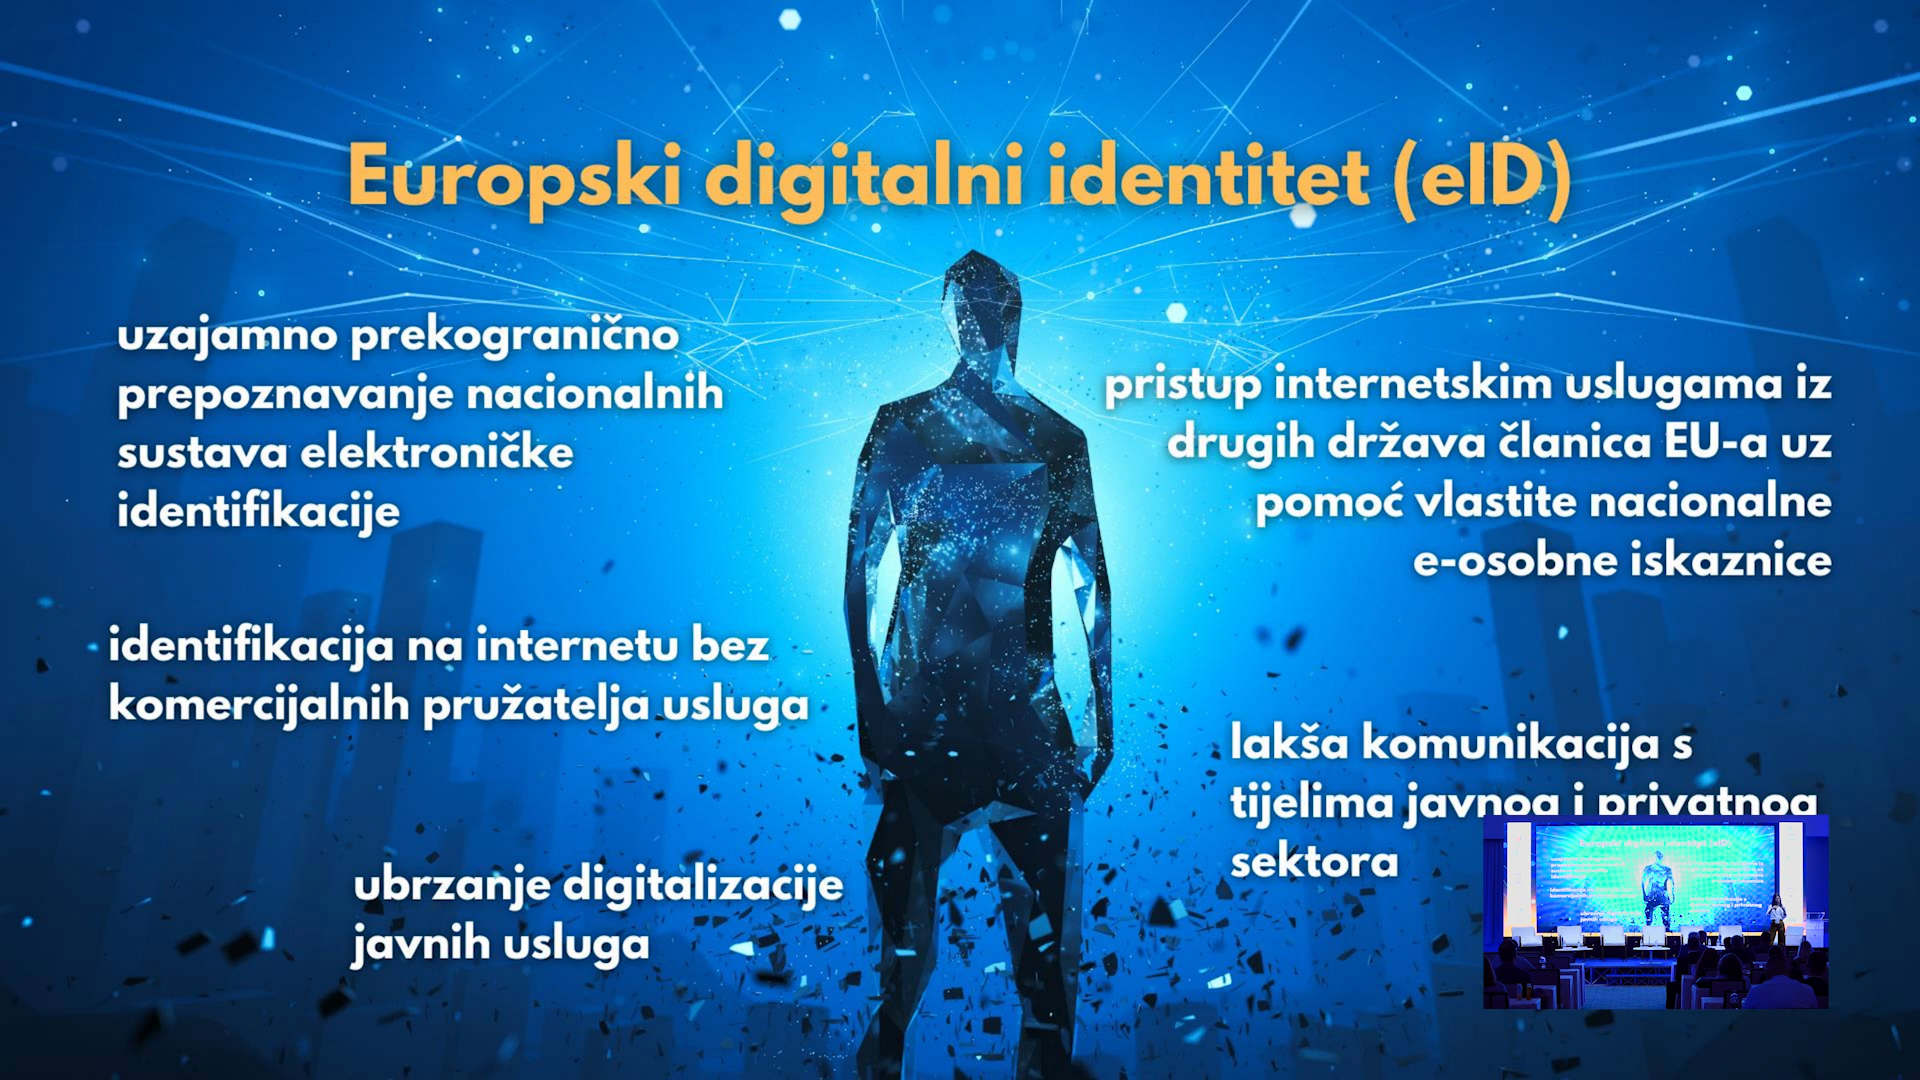 Europski digitalni identitet (eID)
uzajamno prekogranično
prepoznavanje nacionalnih
sustava elektroničke
identifikacije
pristup internetskim uslugama iz
drugih država članica EU-a uz
pomoć vlastite nacionalne
e-osobne iskaznice
identifikacija na internetu bez
komercijalnih pružatelja usluga
lakša komunikacija s
tijelima javnog i privatnog
sektora
ubrzanje digitalizacije
javnih usluga